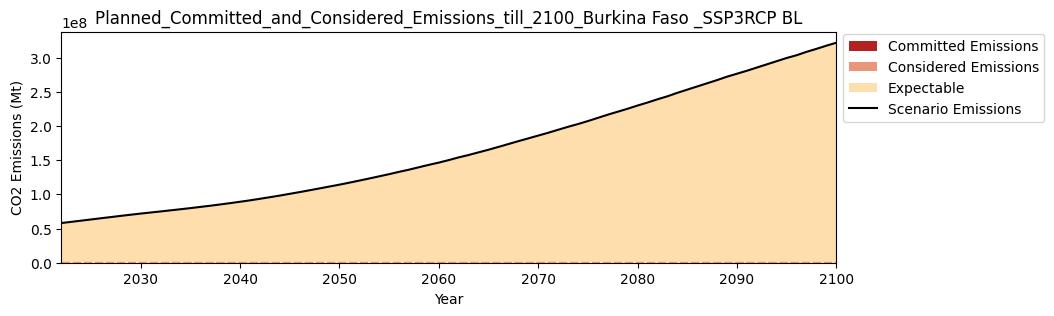 Planned_Committed_and_Considered_Emissions_till_2100_Burkina Faso _SSP3RCP BL
1e8
3.0
2.5
2.0
1.5
1.0
0.5
0.0
CO2 Emissions (Mt)
2030 2040 2050 2060 2070 2080 2090 2100
Year
Committed Emissions
Considered Emissions
Expectable
Scenario Emissions